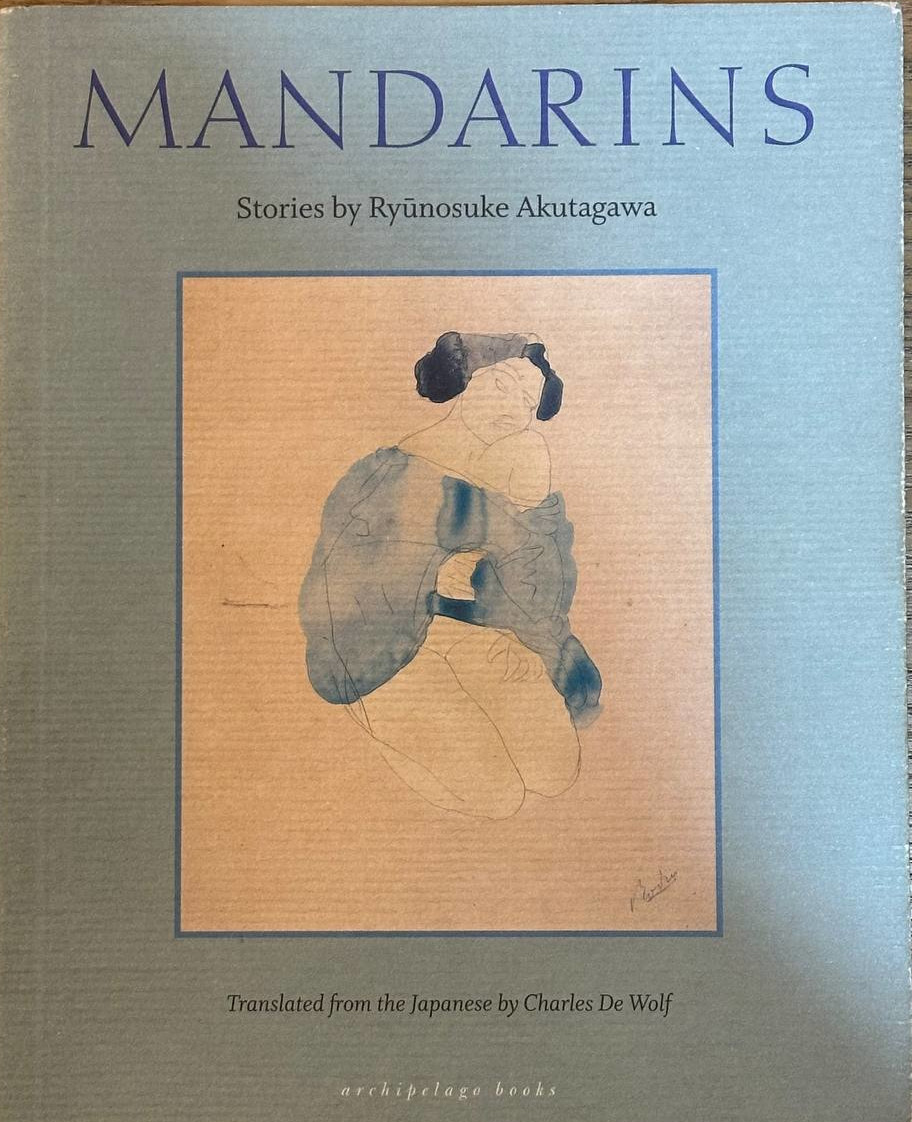 MANDARINS
Stories by Ryūnosuke Akutagawa
Translated from the Japanese by Charles De Wolf
archipelago books